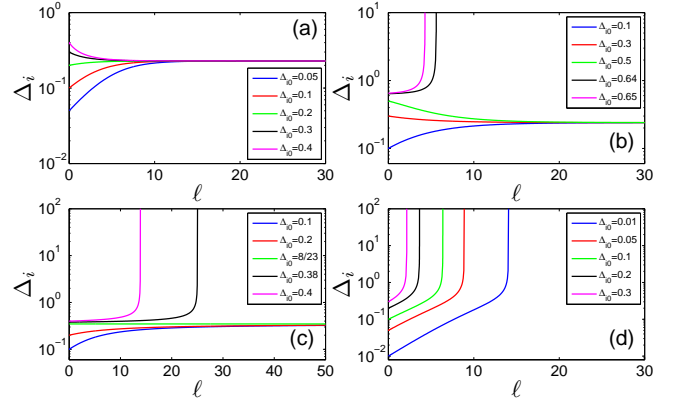 10^0
10^-1
10^-2
Δ_i
0
10
20
30
ℓ
(a)
Δ_i0=0.05
Δ_i0=0.1
Δ_i0=0.2
Δ_i0=0.3
Δ_i0=0.4
10^1
10^0
10^-1
Δ_i
0
10
20
30
ℓ
(b)
Δ_i0=0.1
Δ_i0=0.3
Δ_i0=0.5
Δ_i0=0.64
Δ_i0=0.65
10^2
10^1
10^0
10^-1
Δ_i
0
10
20
30
40
50
ℓ
(c)
Δ_i0=0.1
Δ_i0=0.2
Δ_i0=8/23
Δ_i0=0.38
Δ_i0=0.4
10^2
10^1
10^0
10^-1
10^-2
Δ_i
0
10
20
30
ℓ
(d)
Δ_i0=0.01
Δ_i0=0.05
Δ_i0=0.1
Δ_i0=0.2
Δ_i0=0.3